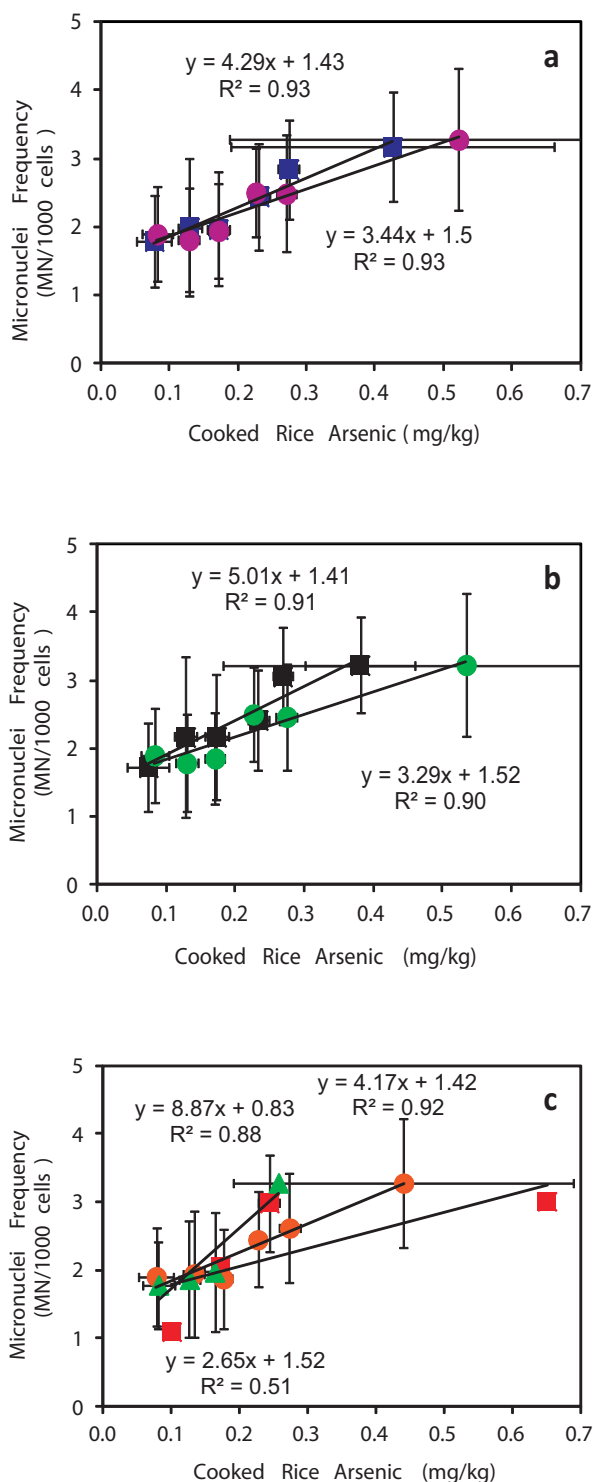 a
y = 4.29x + 1.43
R² = 0.93
y = 3.44x + 1.5
R² = 0.93
Micronuclei Frequency
(MN/1000 cells )
5
4
3
2
1
0
0.0 0.1 0.2 0.3 0.4 0.5 0.6 0.7
Cooked Rice Arsenic ( mg/kg)
b
y = 5.01x + 1.41
R² = 0.91
y = 3.29x + 1.52
R² = 0.90
Micronuclei Frequency
(MN/1000 cells )
5
4
3
2
1
0
0.0 0.1 0.2 0.3 0.4 0.5 0.6 0.7
Cooked Rice Arsenic (mg/kg)
c
y = 4.17x + 1.42
R² = 0.92
y = 8.87x + 0.83
R² = 0.88
y = 2.65x + 1.52
R² = 0.51
Micronuclei Frequency
(MN/1000 cells )
5
4
3
2
1
0
0.0 0.1 0.2 0.3 0.4 0.5 0.6 0.7
Cooked Rice Arsenic (mg/kg)